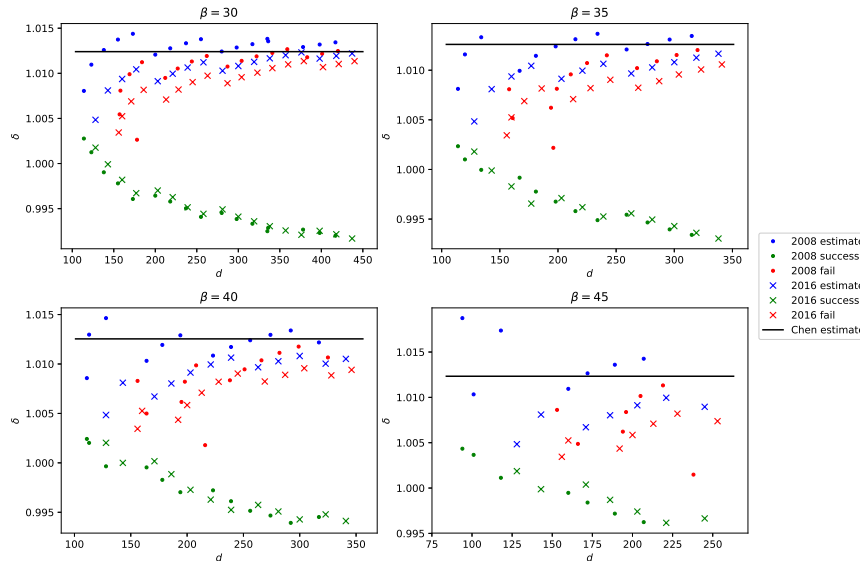 β = 30
β = 35
1.015
1.010
1.005
1.000
0.995
δ
100 150 200 250 300 350 400 450
d
1.010
1.005
1.000
0.995
δ
100 150 200 250 300 350
d
2008 estimate
2008 success
2008 fail
2016 estimate
2016 success
2016 fail
Chen estimate
β = 40
β = 45
1.015
1.010
1.005
1.000
0.995
δ
100 150 200 250 300 350
d
1.015
1.010
1.005
1.000
0.995
δ
75 100 125 150 175 200 225 250
d